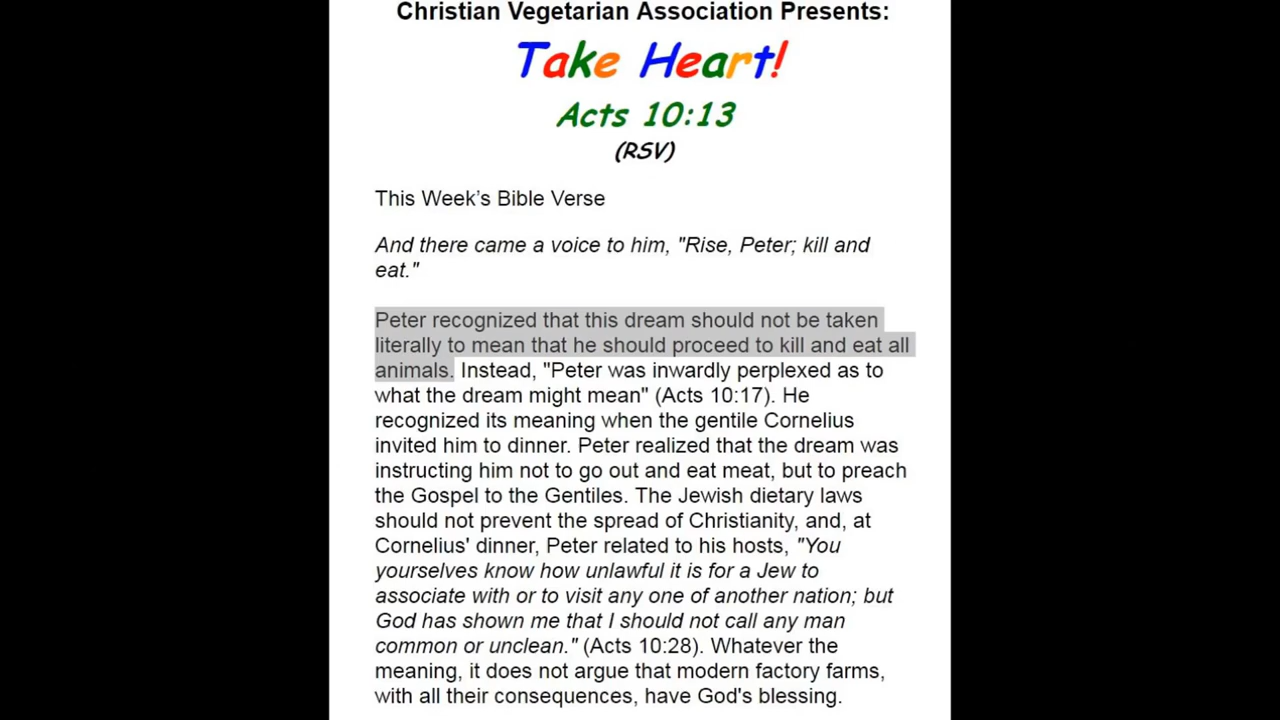 Christian Vegetarian Association Presents:
Take Heart!
Acts 10:13
(RSV)
This Week’s Bible Verse
And there came a voice to him, "Rise, Peter; kill and
eat."
Peter recognized that this dream should not be taken
literally to mean that he should proceed to kill and eat all
animals. Instead, "Peter was inwardly perplexed as to
what the dream might mean" (Acts 10:17). He
recognized its meaning when the gentile Cornelius
invited him to dinner. Peter realized that the dream was
instructing him not to go out and eat meat, but to preach
the Gospel to the Gentiles. The Jewish dietary laws
should not prevent the spread of Christianity, and, at
Cornelius' dinner, Peter related to his hosts, "You
yourselves know how unlawful it is for a Jew to
associate with or to visit any one of another nation; but
God has shown me that I should not call any man
common or unclean." (Acts 10:28). Whatever the
meaning, it does not argue that modern factory farms,
with all their consequences, have God's blessing.